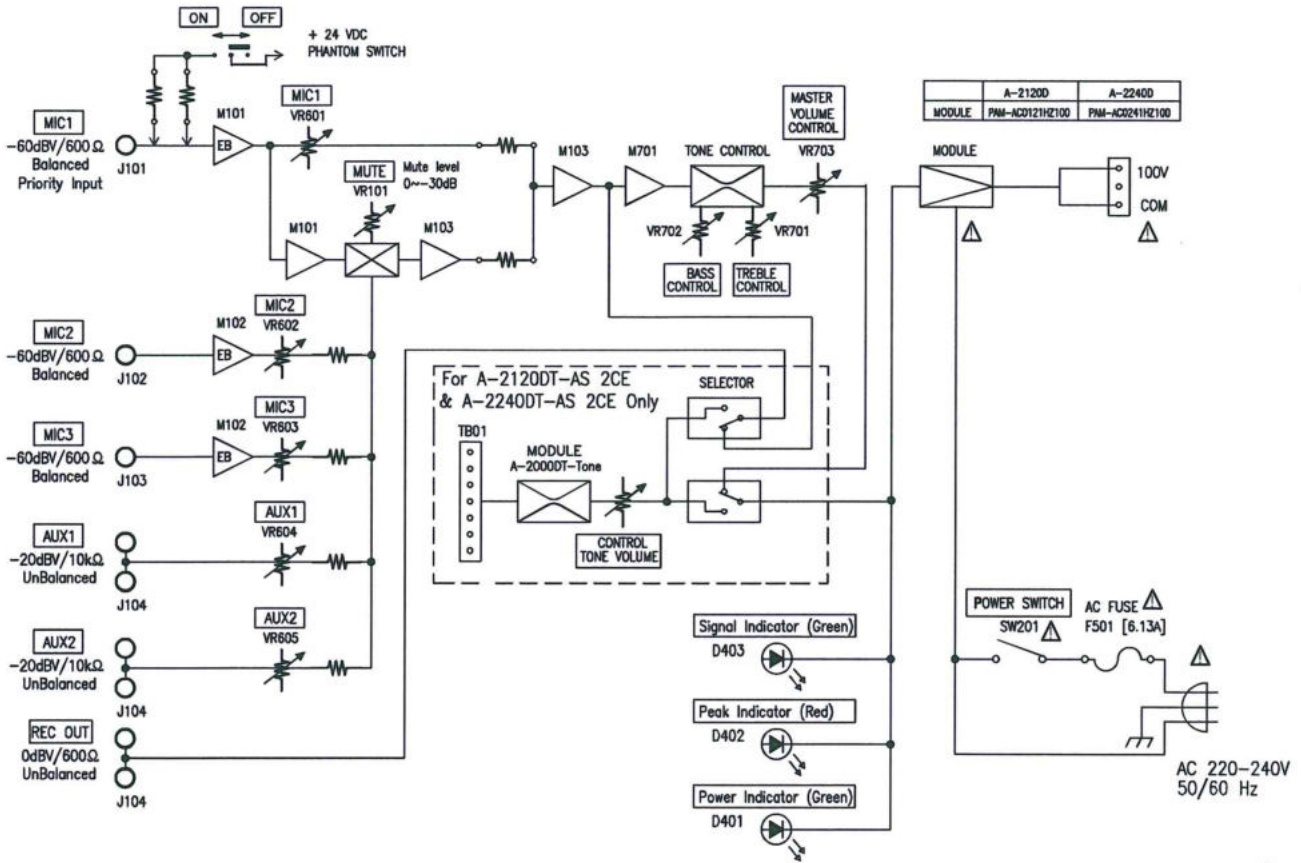 ON OFF
+ 24 VDC
PHANTOM SWITCH
MIC1
-60dBV/600Ω
Balanced
Priority Input
J101
M101
EB
MIC1
VR601
MUTE
VR101
Mute level
0~-30dB
M101
M103
M103
M701
TONE CONTROL
VR702
VR701
BASS
CONTROL
TREBLE
CONTROL
MASTER
VOLUME
CONTROL
VR703
A-2120D A-2240D
MODULE PAM-AC0121HZ100 PAM-AC0241HZ100
MODULE
100V
COM
MIC2
-60dBV/600Ω
Balanced
J102
M102
EB
MIC2
VR602
MIC3
-60dBV/600Ω
Balanced
J103
M102
EB
MIC3
VR603
AUX1
-20dBV/10kΩ
UnBalanced
J104
AUX1
VR604
AUX2
-20dBV/10kΩ
UnBalanced
J104
AUX2
VR605
REC OUT
0dBV/600Ω
UnBalanced
J104
For A-2120DT-AS 2CE
& A-2240DT-AS 2CE Only
SELECTOR
TB01
MODULE
A-2000DT-Tone
CONTROL
TONE VOLUME
Signal Indicator (Green)
D403
Peak Indicator (Red)
D402
Power Indicator (Green)
D401
POWER SWITCH
SW201
AC FUSE
F501 [6.13A]
AC 220-240V
50/60 Hz